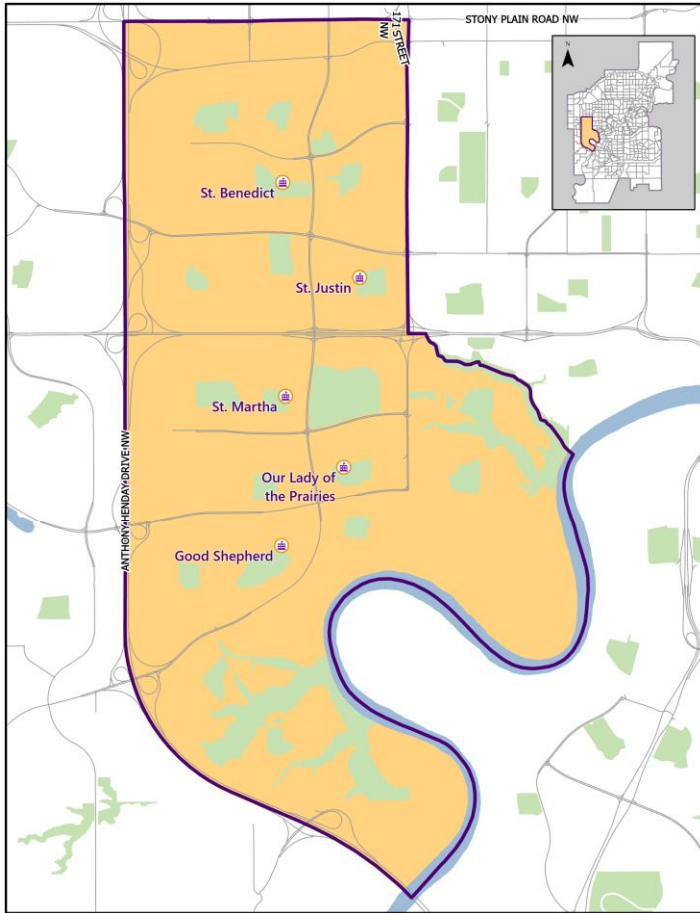 STONY PLAIN ROAD NW
171 STREET
NW
N
St. Benedict
St. Justin
St. Martha
Our Lady of
the Prairies
ANTHONY HENDAY DRIVE NW
Good Shepherd